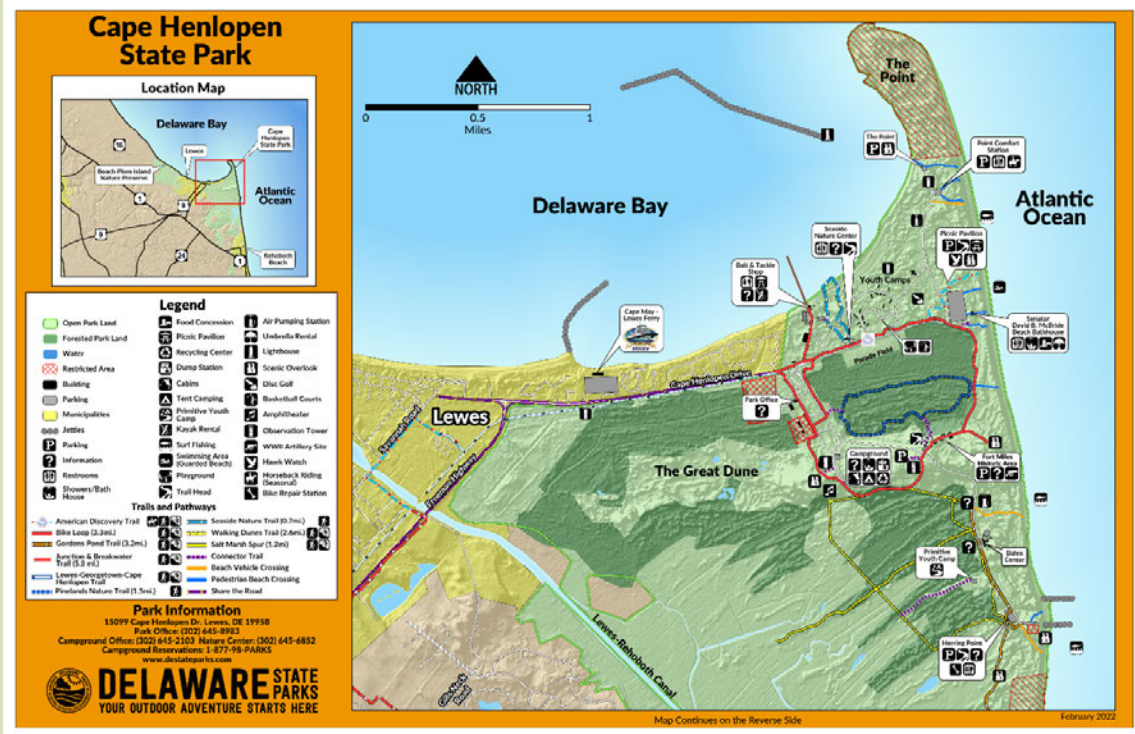 Cape Henlopen
State Park
Location Map
Delaware Bay
Cape
Henlopen
State Park
Lewes
Beach Plum Island
Nature Preserve
Atlantic
Ocean
Rehoboth
Beach
1
9
24
1
Legend
Open Park Land
Forested Park Land
Water
Restricted Area
Building
Parking
Municipalities
Jetties
Parking
Information
Restrooms
Showers/Bath
House
Food Concession
Picnic Pavilion
Recycling Center
Dump Station
Cabins
Tent Camping
Primitive Youth
Camp
Kayak Rental
Surf Fishing
Swimming Area
(Guarded Beach)
Playground
Trail Head
Air Pumping Station
Umbrella Rental
Lighthouse
Scenic Overlook
Disc Golf
Basketball Courts
Amphitheater
Observation Tower
WWII Artillery Site
Hawk Watch
Horseback Riding
(Seasonal)
Bike Repair Station
Trails and Pathways
American Discovery Trail
Bike Loop (3.3mi.)
Gordons Pond Trail (3.2mi.)
Junction & Breakwater
Trail (5.8 mi.)
Lewes-Georgetown-Cape
Henlopen Trail
Pinelands Nature Trail (1.5mi.)
Seaside Nature Trail (0.7mi.)
Walking Dunes Trail (2.6mi.)
Salt Marsh Spur (1.2mi)
Connector Trail
Beach Vehicle Crossing
Pedestrian Beach Crossing
Share the Road
Park Information
15099 Cape Henlopen Dr. Lewes, DE 19958
Park Office: (302) 645-8983
Campground Office: (302) 645-2103 Nature Center: (302) 645-6852
Campground Reservations: 1-877-98-PARKS
www.destateparks.com
DELAWARE STATE PARKS
YOUR OUTDOOR ADVENTURE STARTS HERE
NORTH
0 0.5 1
Miles
The
Point
The Point
Point Comfort
Station
Delaware Bay
Atlantic
Ocean
Seaside
Nature Center
Picnic Pavilion
Bait & Tackle
Shop
Youth Camps
Cape May -
Lewes Ferry
Senator
David B. McBride
Beach Bathhouse
Parade Field
Cape Henlopen Drive
Park Office
Lewes
Savannah Road
Freeman Highway
The Great Dune
Campground
Fort Miles
Historic Area
Primitive
Youth Camp
Biden
Center
Herring Point
Lewes-Rehoboth Canal
Gills Neck
Road
Map Continues on the Reverse Side
February 2022